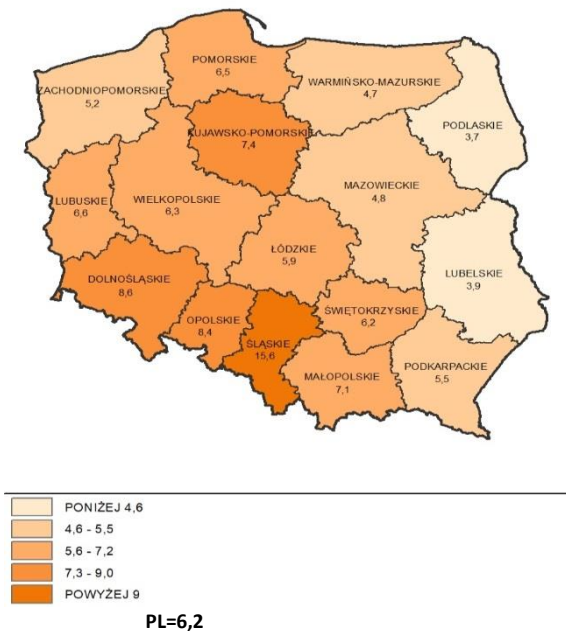 POMORSKIE
6,5
WARMIŃSKO-MAZURSKIE
4,7
ZACHODNIOPOMORSKIE
5,2
PODLASKIE
3,7
KUJAWSKO-POMORSKIE
7,4
MAZOWIECKIE
4,8
LUBUSKIE
6,6
WIELKOPOLSKIE
6,3
ŁÓDZKIE
5,9
LUBELSKIE
3,9
DOLNOŚLĄSKIE
8,6
OPOLSKIE
8,4
ŚWIĘTOKRZYSKIE
6,2
ŚLĄSKIE
15,6
MAŁOPOLSKIE
7,1
PODKARPACKIE
5,5
PONIŻEJ 4,6
4,6 - 5,5
5,6 - 7,2
7,3 - 9,0
POWYŻEJ 9
PL=6,2